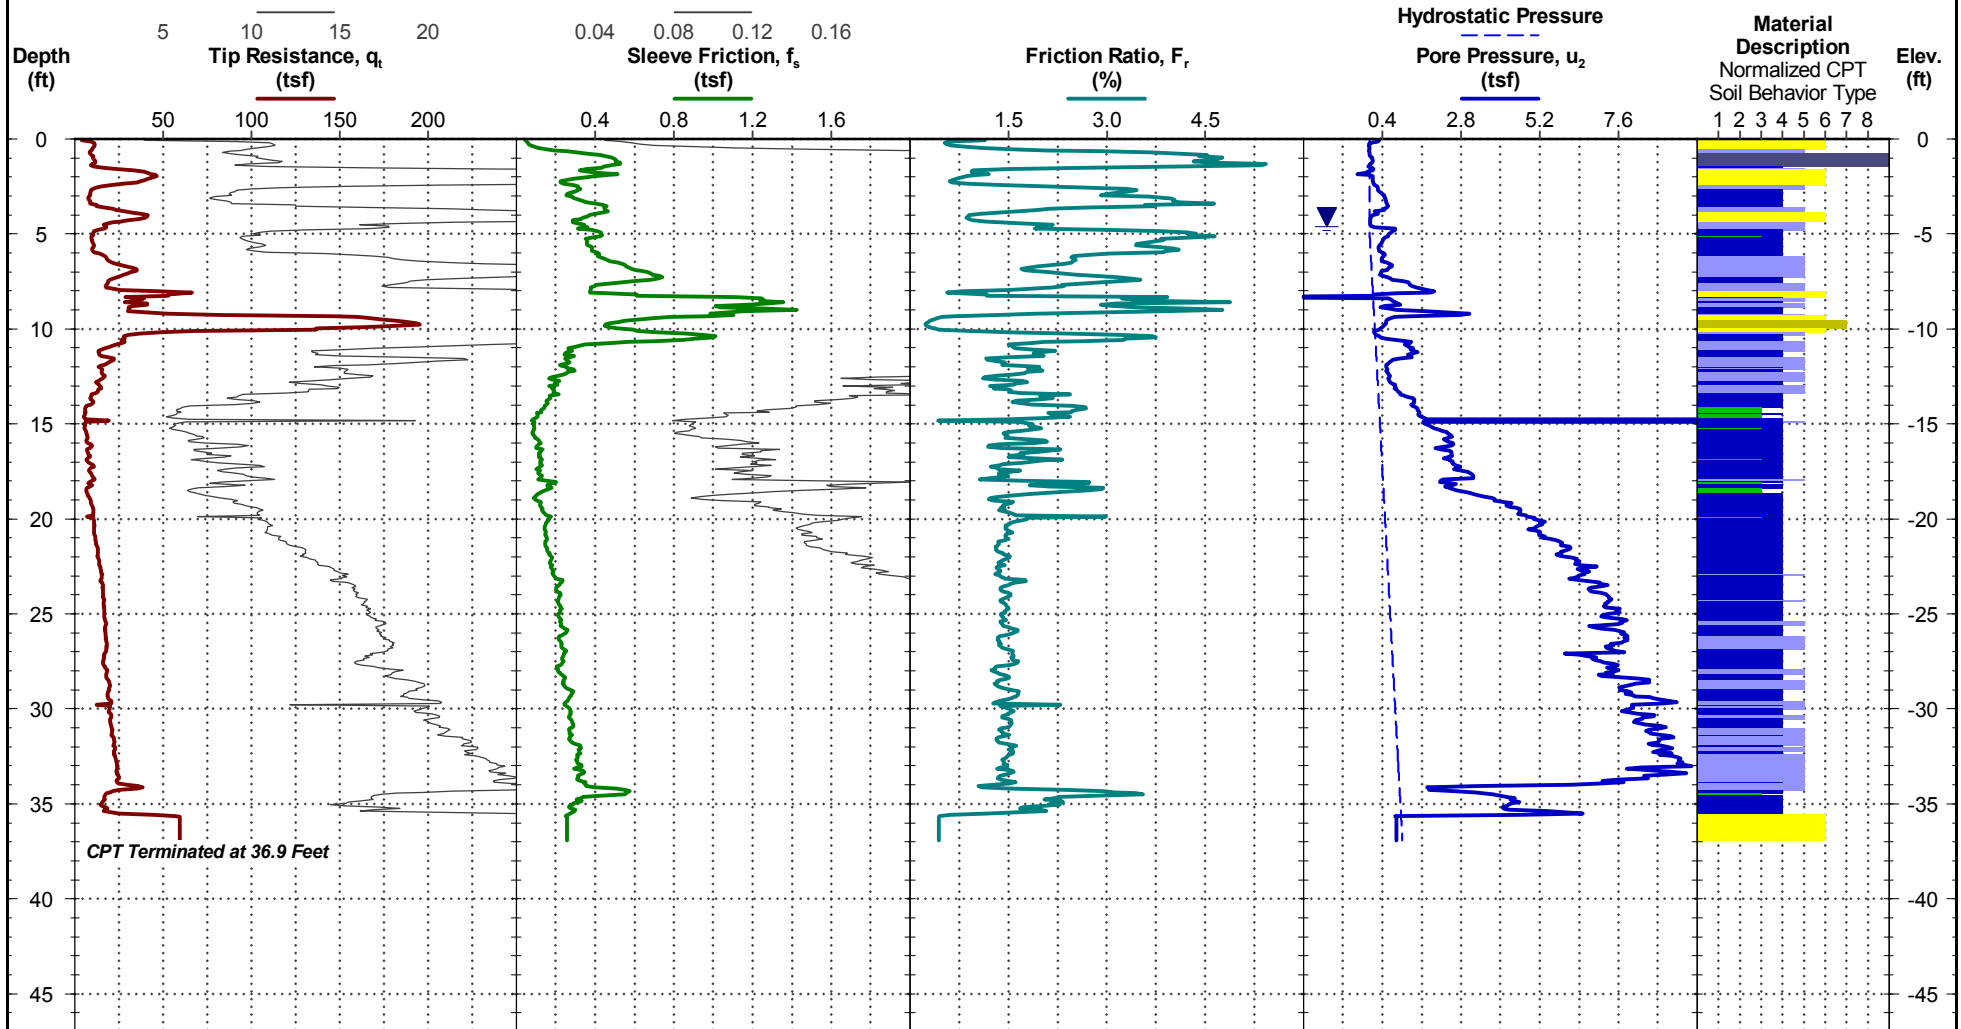 5 10 15 20
0.04 0.08 0.12 0.16
Hydrostatic Pressure
Depth
(ft)
Tip Resistance, qt
(tsf)
Sleeve Friction, fs
(tsf)
Friction Ratio, Fr
(%)
Pore Pressure, u2
(tsf)
Material
Description
Normalized CPT
Soil Behavior Type
Elev.
(ft)
50 100 150 200
0.4 0.8 1.2 1.6
1.5 3.0 4.5
0.4 2.8 5.2 7.6
1 2 3 4 5 6 7 8
0 -0
5 -5
10 -10
15 -15
20 -20
25 -25
30 -30
35 -35
CPT Terminated at 36.9 Feet
40 -40
45 -45